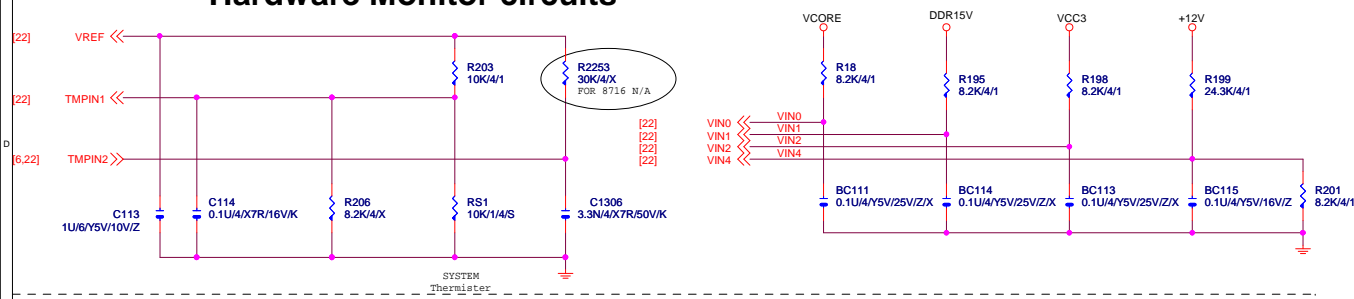 Hardware Monitor circuits
[22] VREF
R203
10K/4/1
R2253
30K/4/X
FOR 8716 N/A
[22] TMPIN1
[6,22] TMPIN2
C113
1U/6/Y5V/10V/Z
C114
0.1U/4/X7R/16V/K
R206
8.2K/4/X
RS1
10K/1/4/S
C1306
3.3N/4/X7R/50V/K
SYSTEM
Thermister
D
VCORE
DDR15V
VCC3
+12V
R18
8.2K/4/1
R195
8.2K/4/1
R198
8.2K/4/1
R199
24.3K/4/1
[22] VIN0 VIN0
[22] VIN1 VIN1
[22] VIN2 VIN2
[22] VIN4 VIN4
BC111
0.1U/4/Y5V/25V/Z/X
BC114
0.1U/4/Y5V/25V/Z/X
BC113
0.1U/4/Y5V/25V/Z/X
BC115
0.1U/4/Y5V/16V/Z
R201
8.2K/4/1